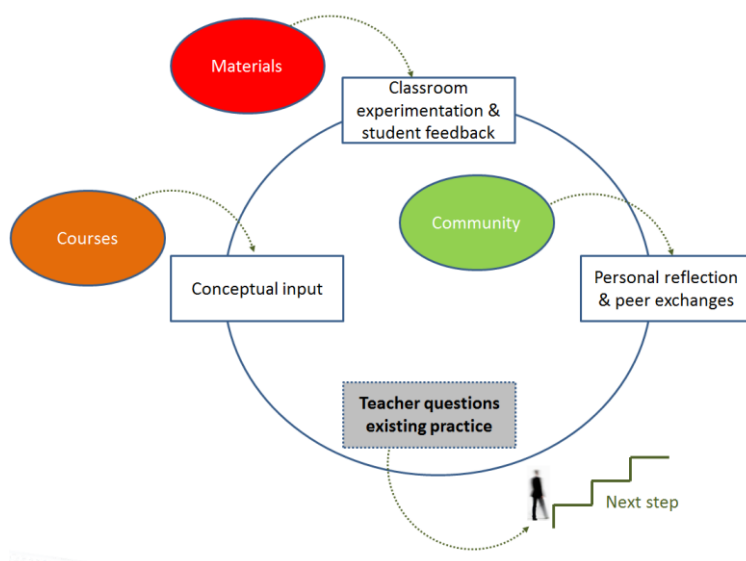 Materials
Classroom
experimentation &
student feedback
Courses
Community
Conceptual input
Personal reflection
& peer exchanges
Teacher questions
existing practice
Next step